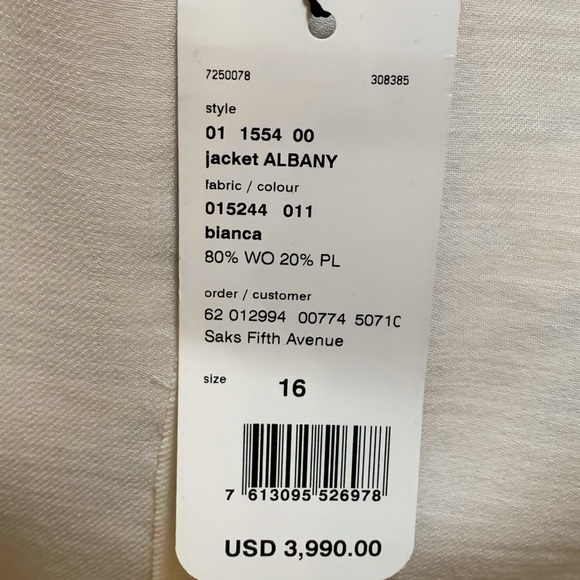 7250078 308385
style
01 1554 00
jacket ALBANY
fabric / colour
015244 011
bianca
80% WO 20% PL
order / customer
62 012994 00774 50710
Saks Fifth Avenue
size 16
7 613095 526978
USD 3,990.00